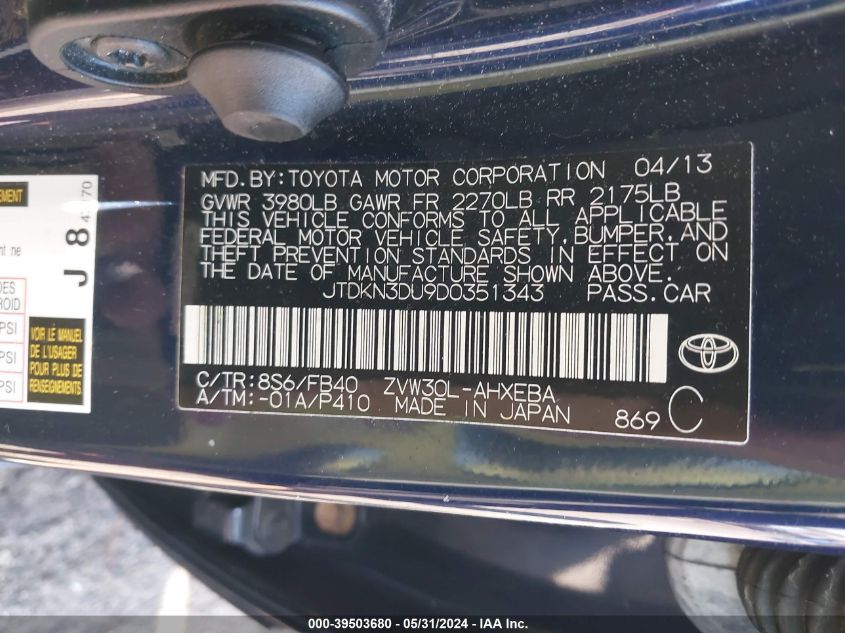 MFD. BY: TOYOTA MOTOR CORPORATION 04/13
GVWR 3980LB GAWR FR 2270LB RR 2175LB
THIS VEHICLE CONFORMS TO ALL APPLICABLE
FEDERAL MOTOR VEHICLE SAFETY, BUMPER, AND
THEFT PREVENTION STANDARDS IN EFFECT ON
THE DATE OF MANUFACTURE SHOWN ABOVE.
JTDKN3DU9D0351343 PASS.CAR
C/TR: 8S6/FB40 ZVW30L-AHXEBA
A/TM: -01A/P410 MADE IN JAPAN 869 C
J 8
PSI
PSI
PSI
VOIR LE MANUEL
DE L'USAGER
POUR PLUS DE
RENSEIGNEMENTS
000-39503680 - 05/31/2024 - IAA Inc.